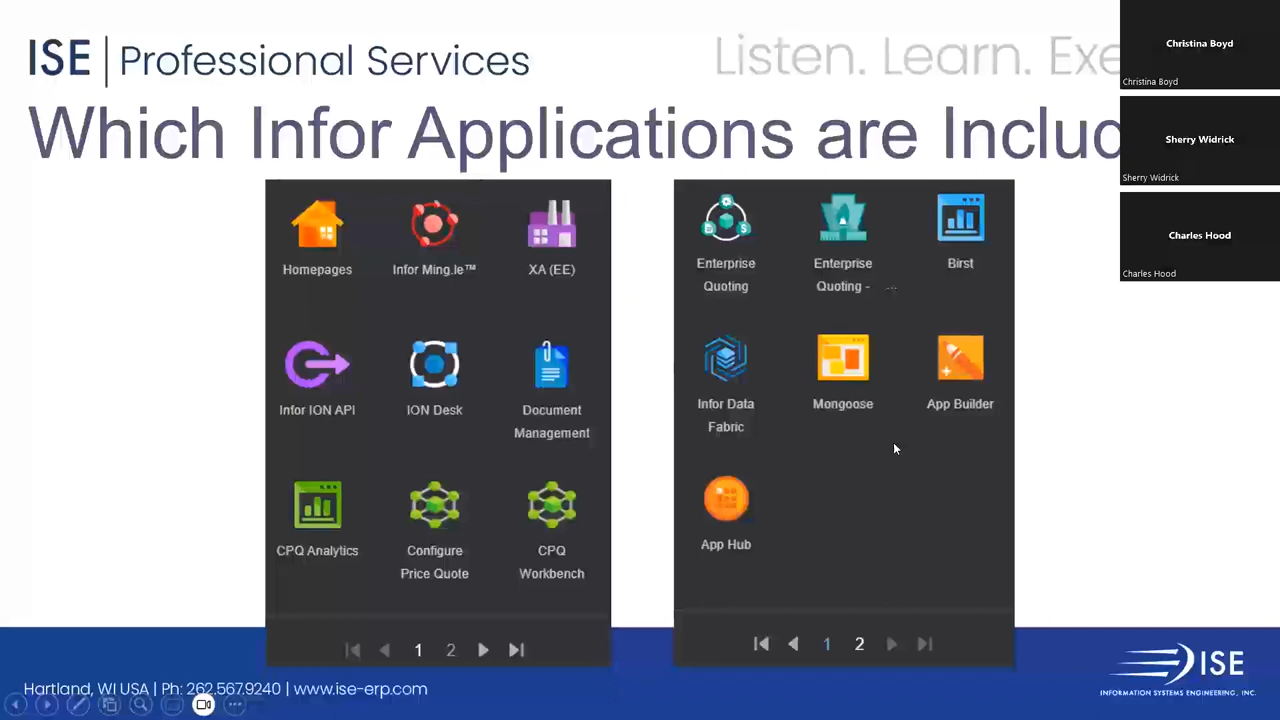 ISE | Professional Services
Listen. Learn. Exe
Which Infor Applications are Includ
Homepages
Infor Ming.le™
XA (EE)
Infor ION API
ION Desk
Document
Management
CPQ Analytics
Configure
Price Quote
CPQ
Workbench
1 2
Enterprise
Quoting
Enterprise
Quoting - ...
Birst
Infor Data
Fabric
Mongoose
App Builder
App Hub
1 2
Christina Boyd
Christina Boyd
Sherry Widrick
Sherry Widrick
Charles Hood
Charles Hood
Hartland, WI USA | Ph: 262.567.9240 | www.ise-erp.com
ISE
INFORMATION SYSTEMS ENGINEERING, INC.